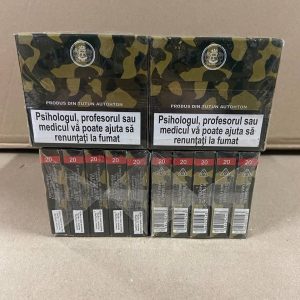 PRODUS DIN TUTUN AUTOHTON
Psihologul, profesorul sau
medicul vă poate ajuta să
renunțați la fumat
PRODUS DIN TUTUN AUTOHTON
Psihologul, profesorul sau
medicul vă poate ajuta să
renunțați la fumat
20 20 20 20 20
20 20 20 20 20